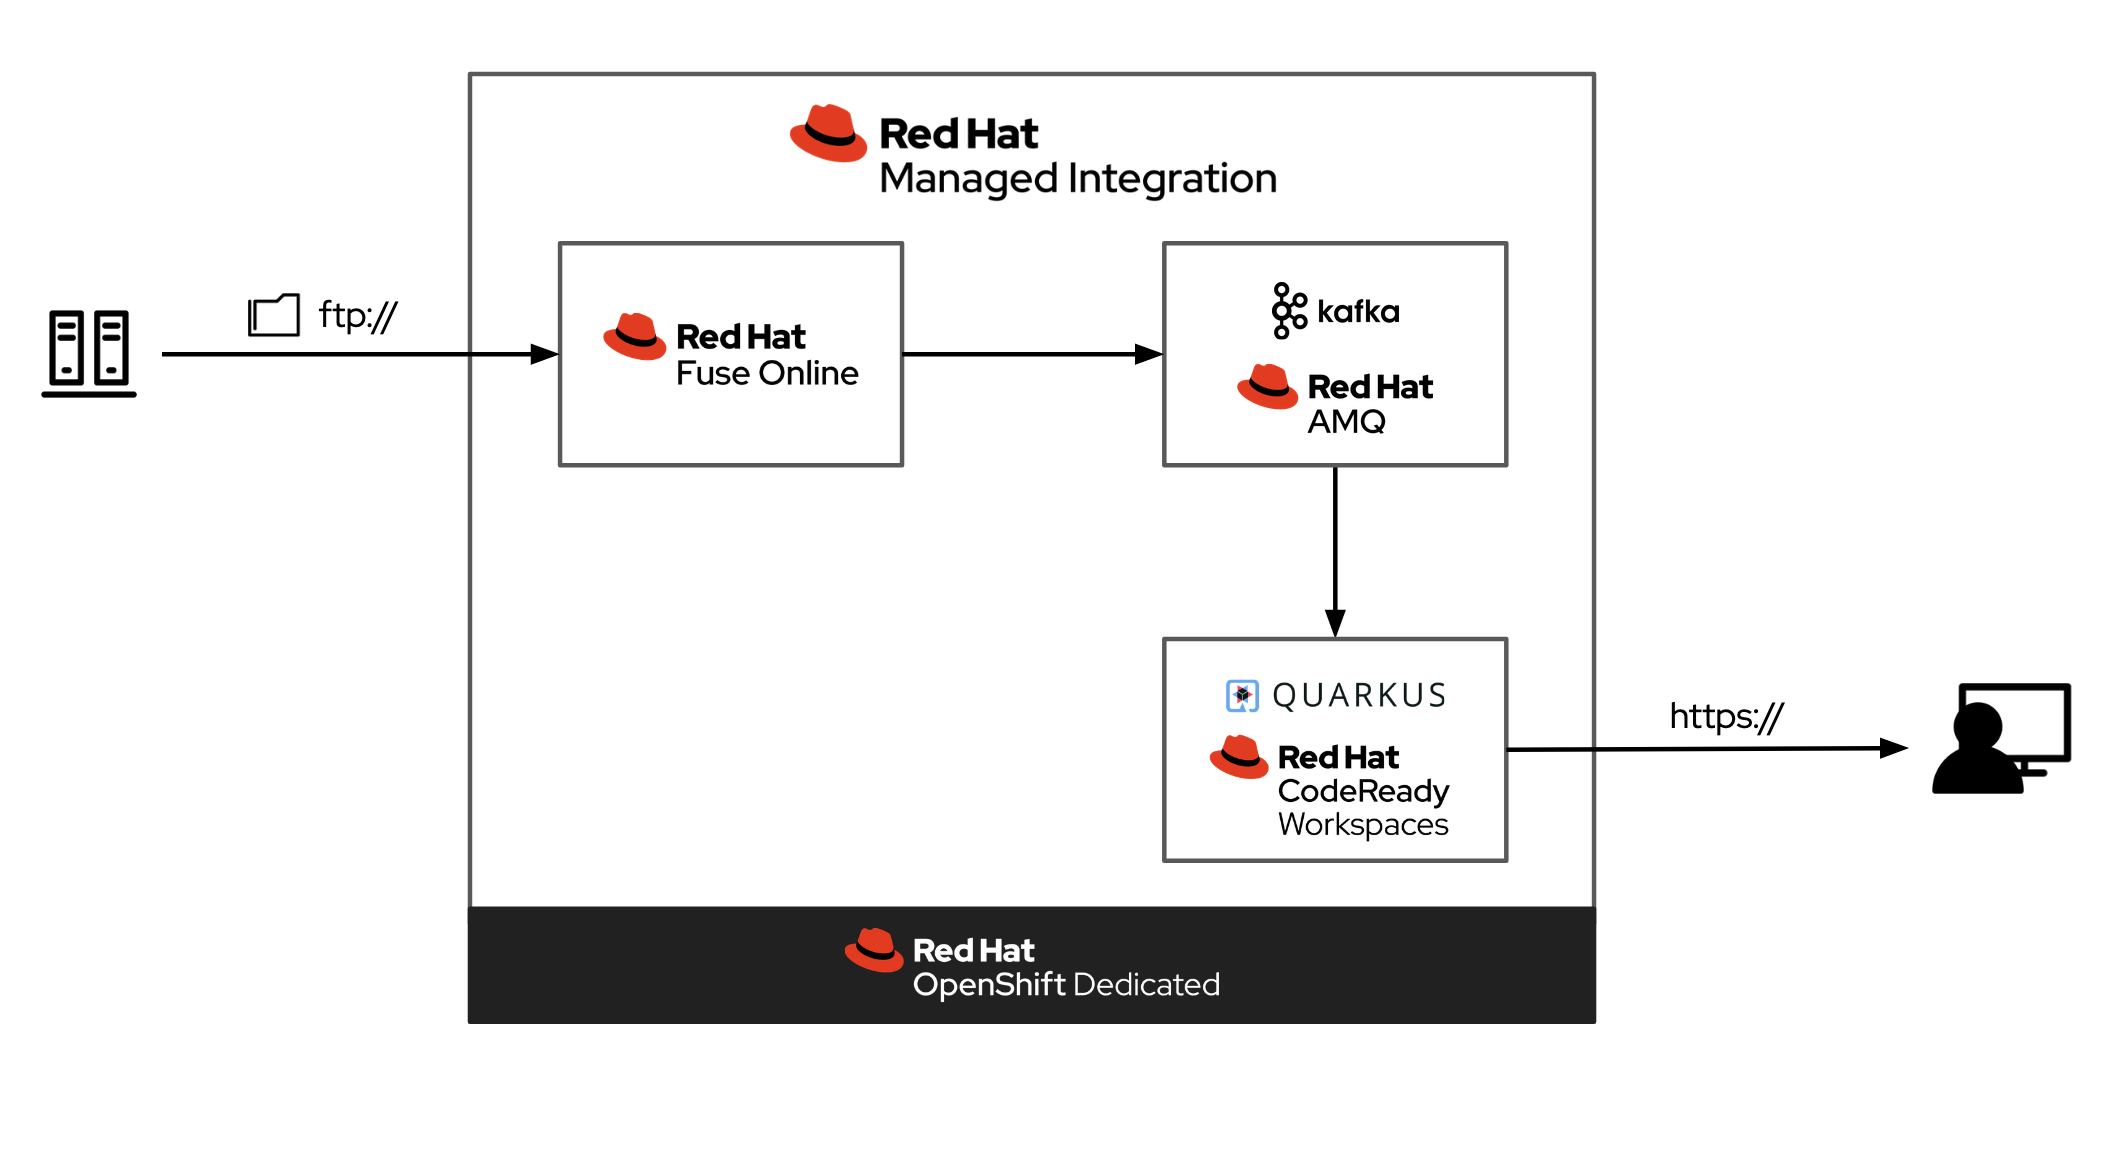 Red Hat
Managed Integration
ftp://
Red Hat
Fuse Online
kafka
Red Hat
AMQ
QUARKUS
Red Hat
CodeReady
Workspaces
https://
Red Hat
OpenShift Dedicated